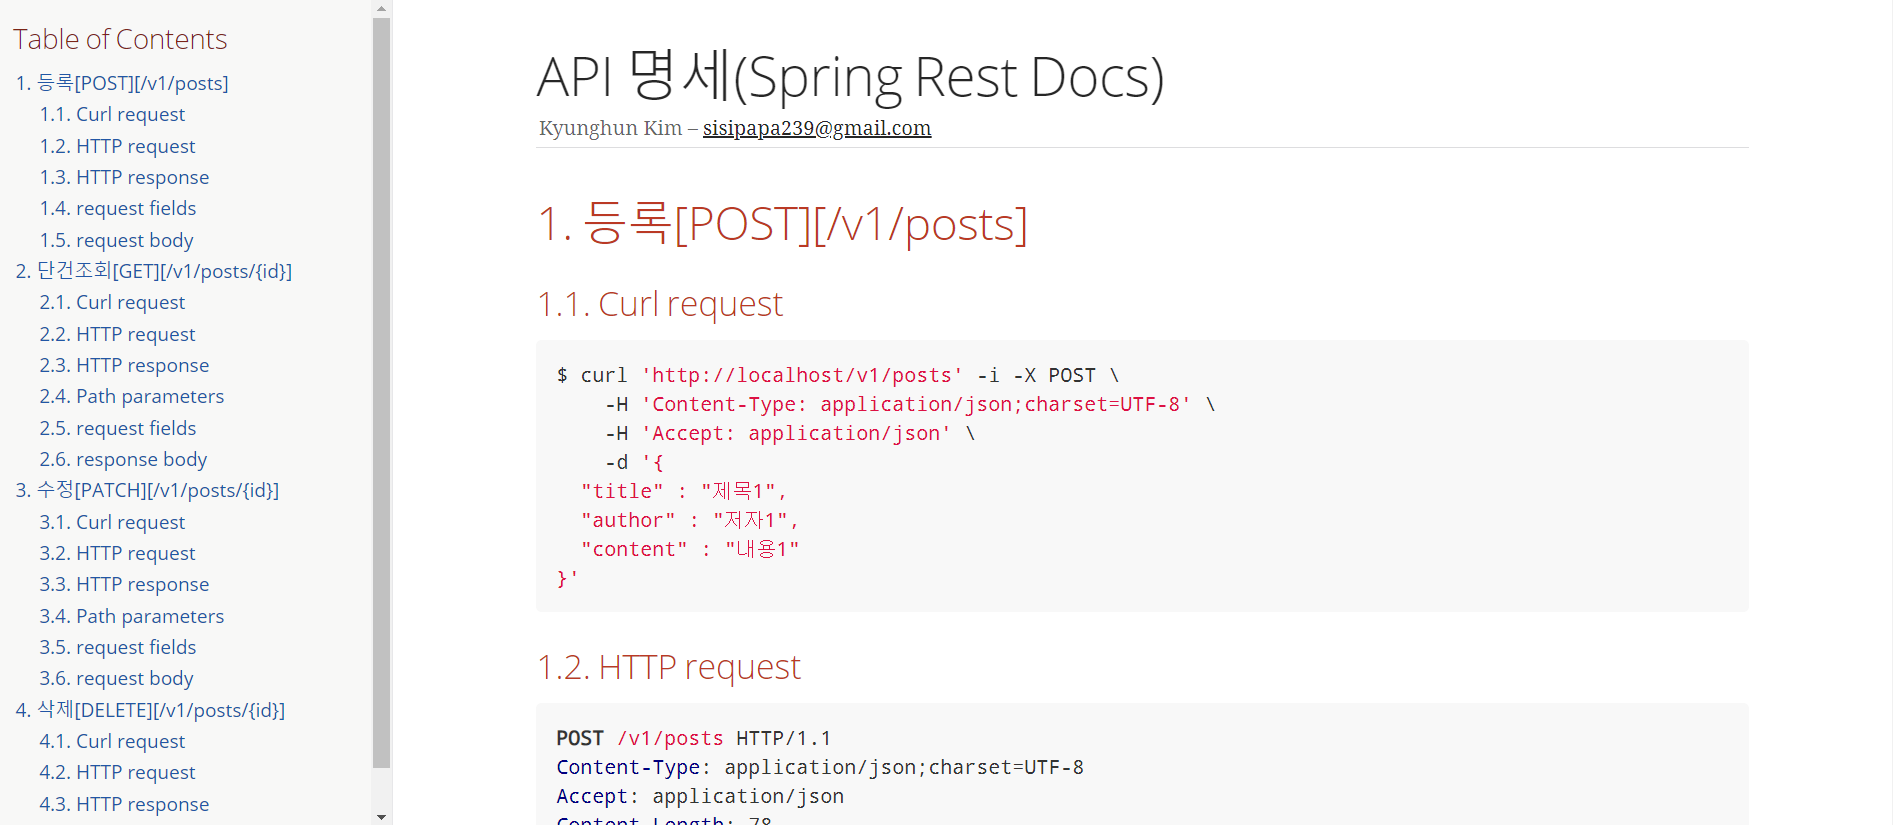 Table of Contents
1. 등록[POST][/v1/posts]
1.1. Curl request
1.2. HTTP request
1.3. HTTP response
1.4. request fields
1.5. request body
2. 단건조회[GET][/v1/posts/{id}]
2.1. Curl request
2.2. HTTP request
2.3. HTTP response
2.4. Path parameters
2.5. request fields
2.6. response body
3. 수정[PATCH][/v1/posts/{id}]
3.1. Curl request
3.2. HTTP request
3.3. HTTP response
3.4. Path parameters
3.5. request fields
3.6. request body
4. 삭제[DELETE][/v1/posts/{id}]
4.1. Curl request
4.2. HTTP request
4.3. HTTP response
API 명세(Spring Rest Docs)
Kyunghun Kim – sisipapa239@gmail.com
1. 등록[POST][/v1/posts]
1.1. Curl request
$ curl 'http://localhost/v1/posts' -i -X POST \
-H 'Content-Type: application/json;charset=UTF-8' \
-H 'Accept: application/json' \
-d '{
"title" : "제목1",
"author" : "저자1",
"content" : "내용1"
}'
1.2. HTTP request
POST /v1/posts HTTP/1.1
Content-Type: application/json;charset=UTF-8
Accept: application/json
Content-Length: 78